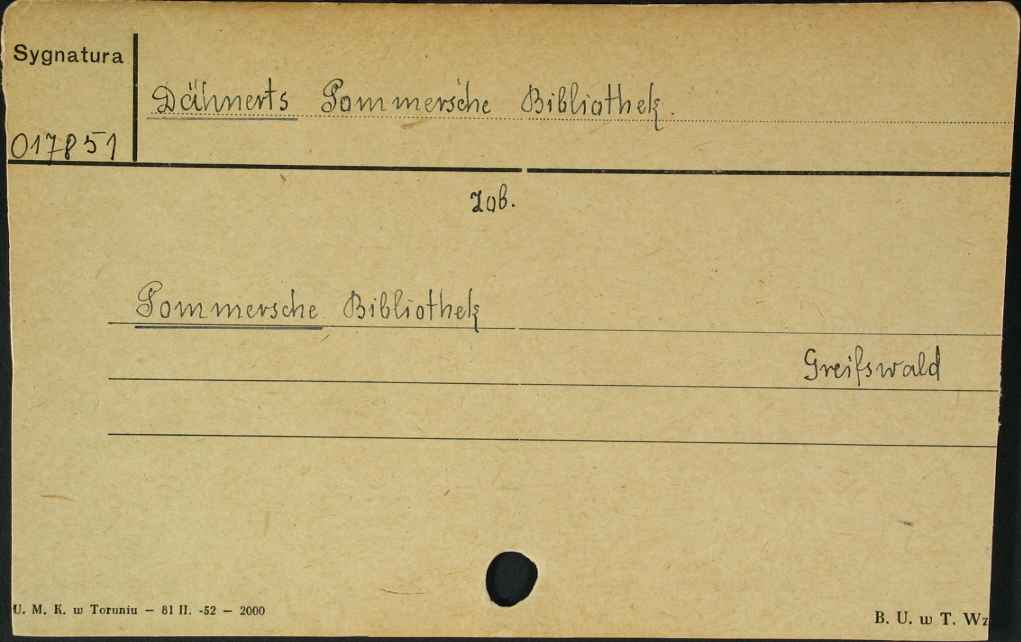 Sygnatura
Dähnerts Pommersche Bibliothek.
017851
Zob.
Pommersche Bibliothek
Greifswald
U. M. K. w Toruniu — 81 II. -52 — 2000
B. U. w T. Wz